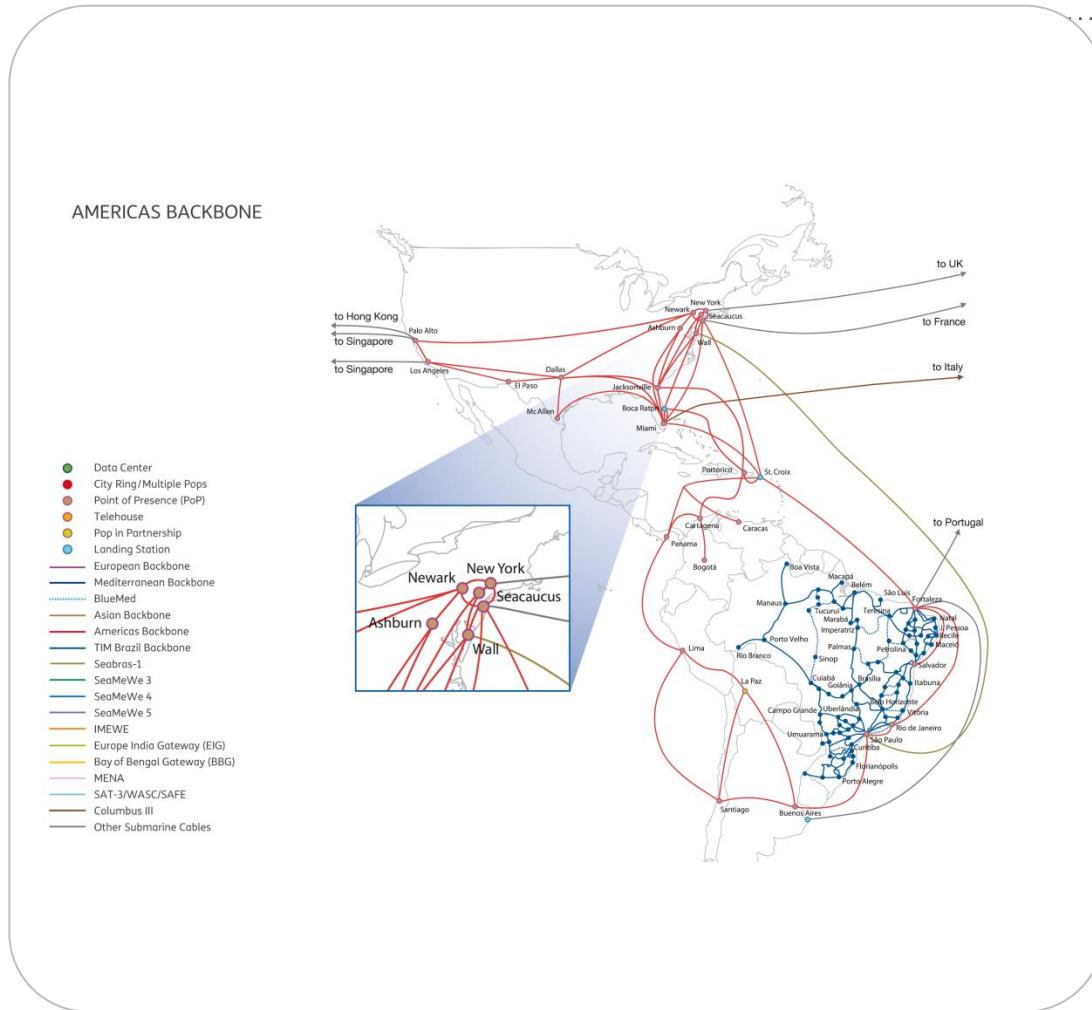 AMERICAS BACKBONE
to UK
to France
to Italy
to Portugal
to Hong Kong
to Singapore
to Singapore
Palo Alto
Los Angeles
El Paso
Dallas
McAllen
New York
Newark
Seacaucus
Ashburn
Wall
Jacksonville
Boca Raton
Miami
Portorico
St. Croix
Cartagena
Caracas
Panama
Bogotá
Data Center
City Ring/Multiple Pops
Point of Presence (PoP)
Telehouse
Pop in Partnership
Landing Station
European Backbone
Mediterranean Backbone
BlueMed
Asian Backbone
Americas Backbone
TIM Brazil Backbone
Seabras-1
SeaMeWe 3
SeaMeWe 4
SeaMeWe 5
IMEWE
Europe India Gateway (EIG)
Bay of Bengal Gateway (BBG)
MENA
SAT-3/WASC/SAFE
Columbus III
Other Submarine Cables
New York
Newark
Seacaucus
Ashburn
Wall
Boa Vista
Macapá
Belém
São Luis
Fortaleza
Manaus
Tucuruí
Marabá
Teresina
Natal
Imperatriz
J. Pessoa
Recife
Maceió
Porto Velho
Palmas
Petrolina
Rio Branco
Sinop
Salvador
Lima
Cuiabá
Goiânia
Brasília
Itabuna
La Paz
Campo Grande
Uberlândia
Belo Horizonte
Vitória
Umuarama
Rio de Janeiro
São Paulo
Curitiba
Florianópolis
Porto Alegre
Santiago
Buenos Aires